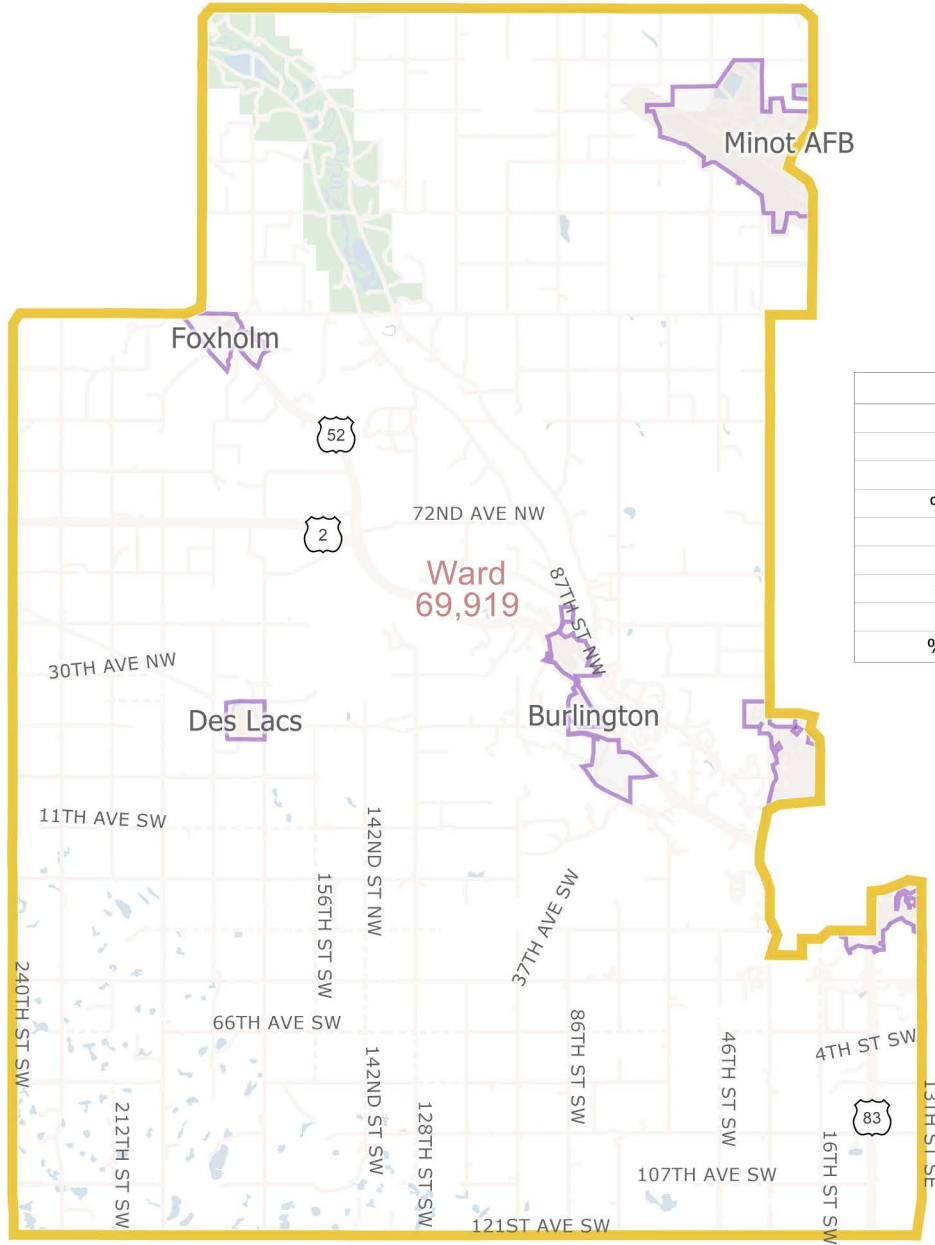 Minot AFB
Foxholm
52
72ND AVE NW
2
Ward
69,919
87TH ST NW
30TH AVE NW
Des Lacs
Burlington
11TH AVE SW
142ND ST NW
156TH ST SW
37TH AVE SW
240TH ST SW
66TH AVE SW
86TH ST SW
46TH ST SW
4TH ST SW
142ND ST SW
13TH ST SE
212TH ST SW
128TH ST SW
83
16TH ST SW
107TH AVE SW
121ST AVE SW
%